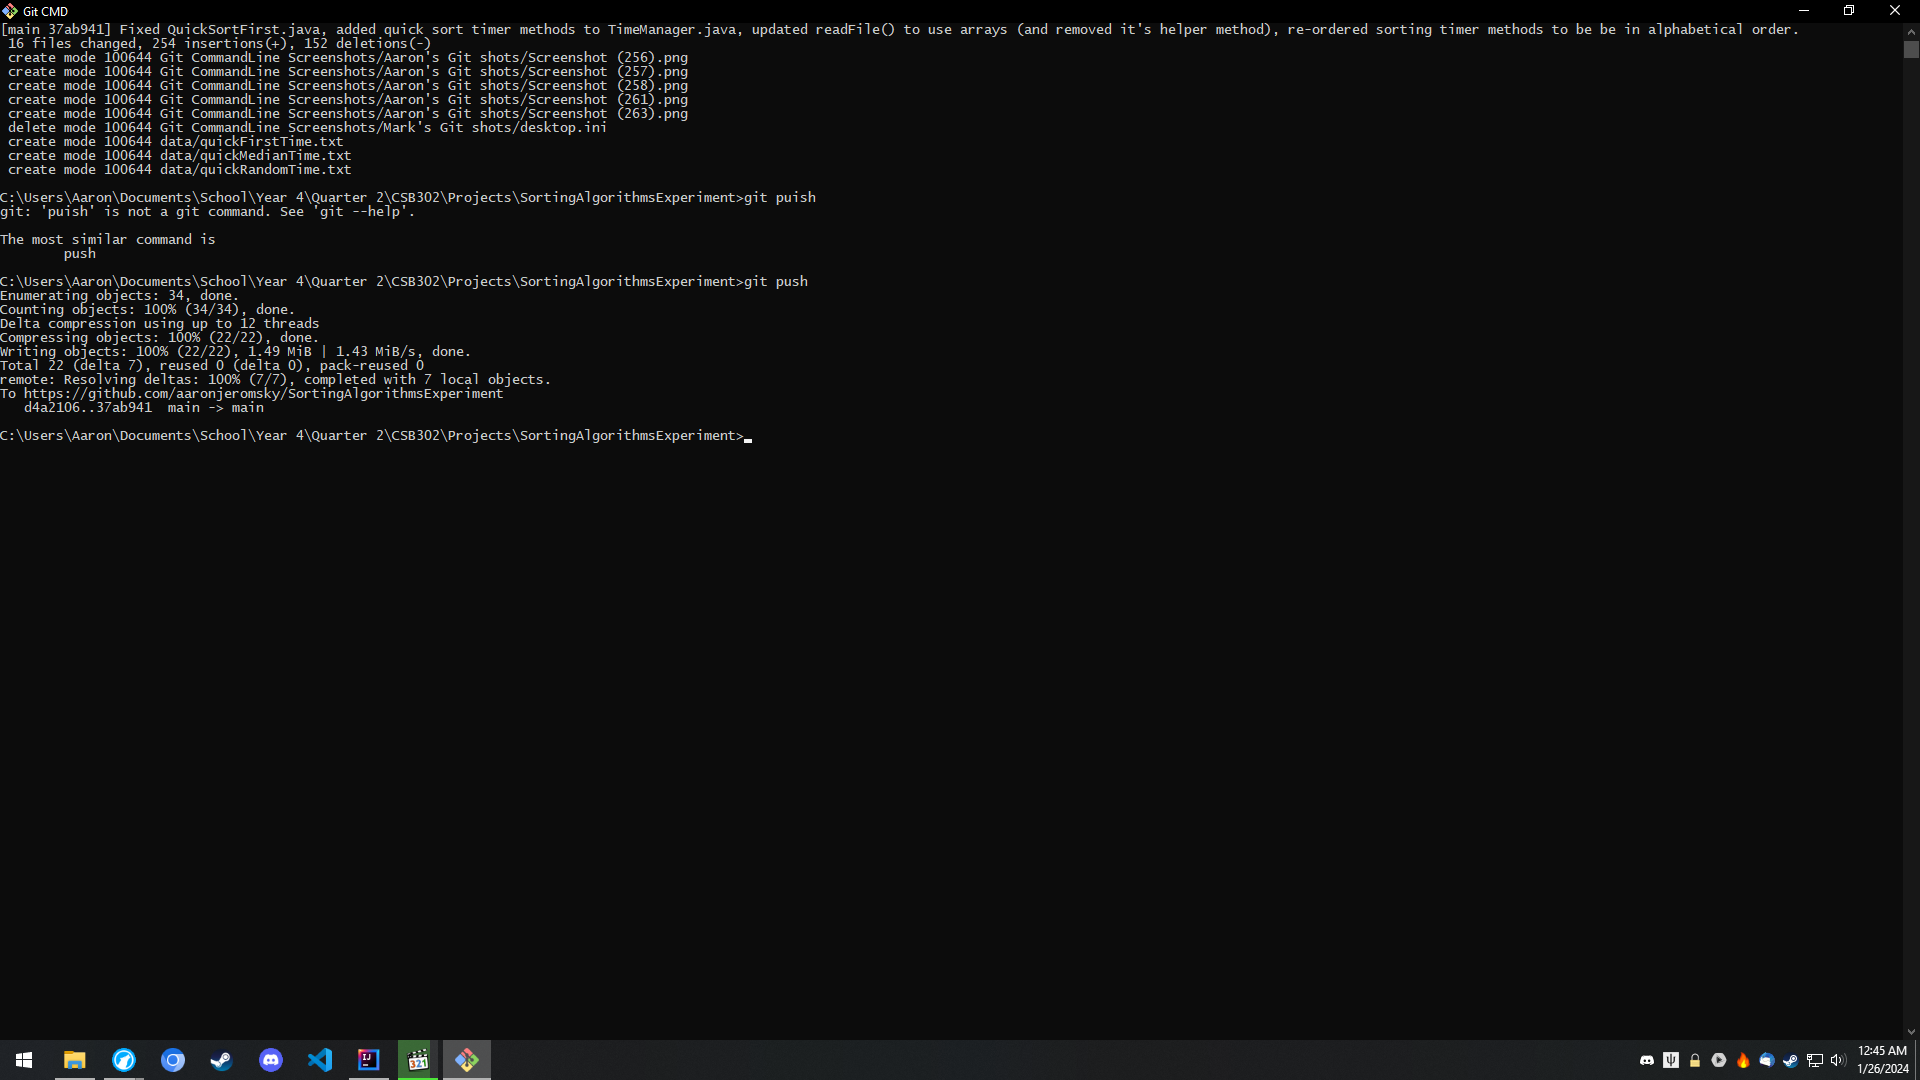 Git CMD
[main 37ab941] Fixed QuickSortFirst.java, added quick sort timer methods to TimeManager.java, updated readFile() to use arrays (and removed it's helper method), re-ordered sorting timer methods to be be in alphabetical order.
 16 files changed, 254 insertions(+), 152 deletions(-)
 create mode 100644 Git CommandLine Screenshots/Aaron's Git shots/Screenshot (256).png
 create mode 100644 Git CommandLine Screenshots/Aaron's Git shots/Screenshot (257).png
 create mode 100644 Git CommandLine Screenshots/Aaron's Git shots/Screenshot (258).png
 create mode 100644 Git CommandLine Screenshots/Aaron's Git shots/Screenshot (261).png
 create mode 100644 Git CommandLine Screenshots/Aaron's Git shots/Screenshot (263).png
 delete mode 100644 Git CommandLine Screenshots/Mark's Git shots/desktop.ini
 create mode 100644 data/quickFirstTime.txt
 create mode 100644 data/quickMedianTime.txt
 create mode 100644 data/quickRandomTime.txt
C:\Users\Aaron\Documents\School\Year 4\Quarter 2\CSB302\Projects\SortingAlgorithmsExperiment>git puish
git: 'puish' is not a git command. See 'git --help'.
The most similar command is
        push
C:\Users\Aaron\Documents\School\Year 4\Quarter 2\CSB302\Projects\SortingAlgorithmsExperiment>git push
Enumerating objects: 34, done.
Counting objects: 100% (34/34), done.
Delta compression using up to 12 threads
Compressing objects: 100% (22/22), done.
Writing objects: 100% (22/22), 1.49 MiB | 1.43 MiB/s, done.
Total 22 (delta 7), reused 0 (delta 0), pack-reused 0
remote: Resolving deltas: 100% (7/7), completed with 7 local objects.
To https://github.com/aaronjeromsky/SortingAlgorithmsExperiment
   d4a2106..37ab941  main -> main
C:\Users\Aaron\Documents\School\Year 4\Quarter 2\CSB302\Projects\SortingAlgorithmsExperiment>
IJ
321
12:45 AM
1/26/2024